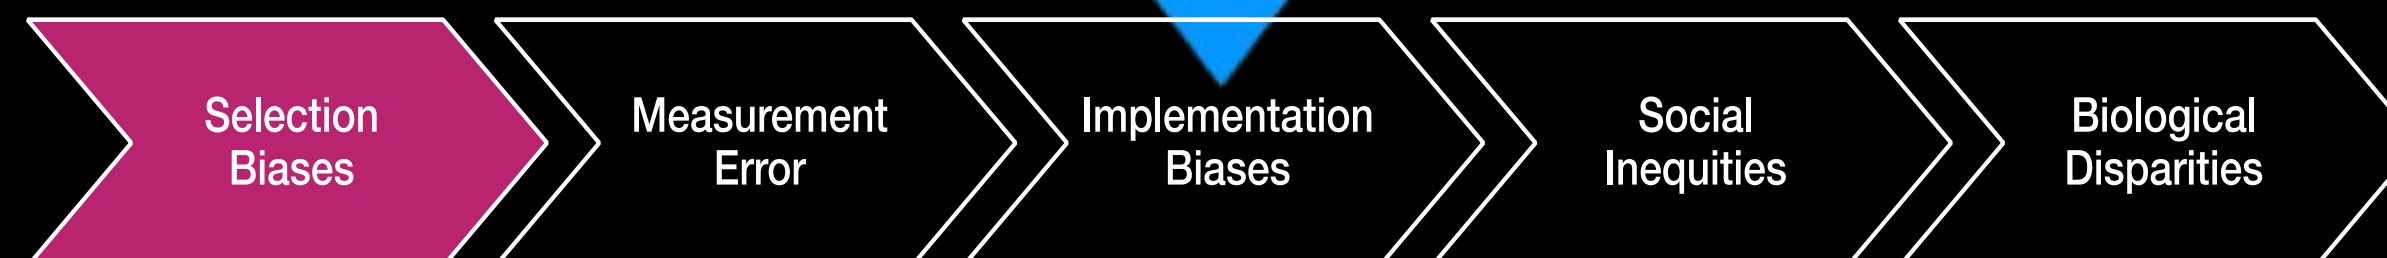 Selection
Biases
Measurement
Error
Implementation
Biases
Social
Inequities
Biological
Disparities